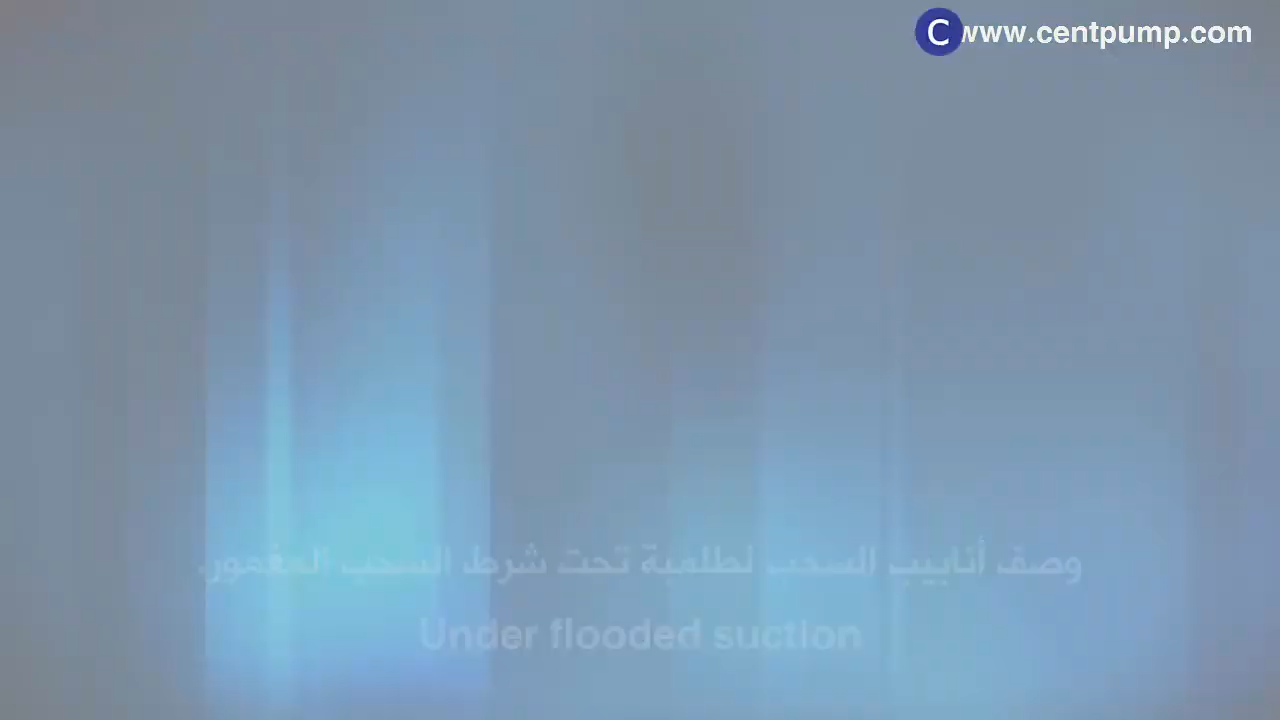 C www.centpump.com
وصف أنابيب السحب لطلمبة تحت شرط السحب المغمور.
Under flooded suction